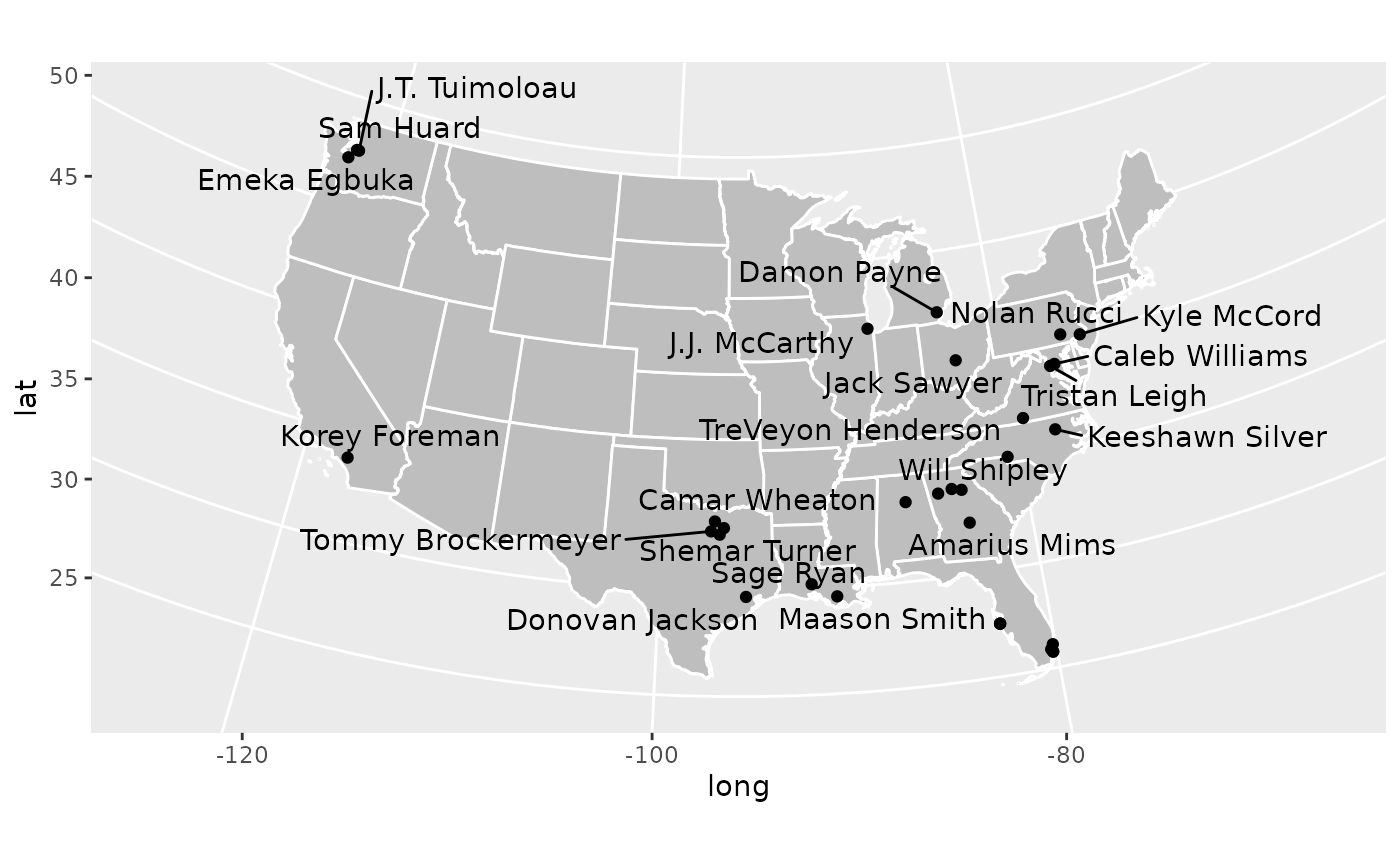 50
J.T. Tuimoloau
Sam Huard
45
Emeka Egbuka
40
Damon Payne
Nolan Rucci
Kyle McCord
J.J. McCarthy
Caleb Williams
35
Jack Sawyer
Tristan Leigh
Korey Foreman
TreVeyon Henderson
Keeshawn Silver
30
Will Shipley
Camar Wheaton
Tommy Brockermeyer
Shemar Turner
Amarius Mims
25
Sage Ryan
Donovan Jackson
Maason Smith
lat
-120
-100
-80
long